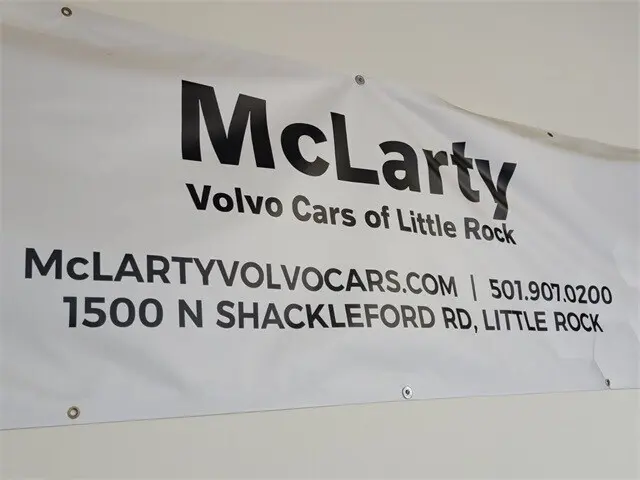 McLarty
Volvo Cars of Little Rock
McLARTYVOLVOCARS.COM | 501.907.0200
1500 N SHACKLEFORD RD, LITTLE ROCK